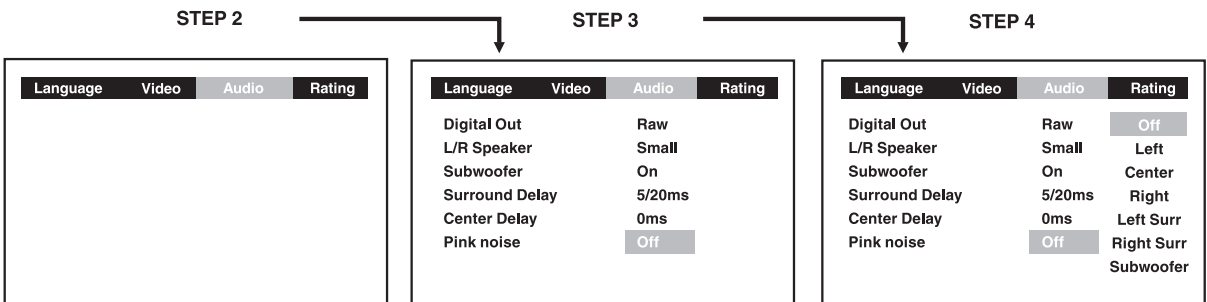 STEP 2
STEP 3
STEP 4
Language Video Audio Rating
Language Video Audio Rating
Digital Out Raw
L/R Speaker Small
Subwoofer On
Surround Delay 5/20ms
Center Delay 0ms
Pink noise Off
Language Video Audio Rating
Digital Out Raw Off
L/R Speaker Small Left
Subwoofer On Center
Surround Delay 5/20ms Right
Center Delay 0ms Left Surr
Pink noise Off Right Surr
Subwoofer